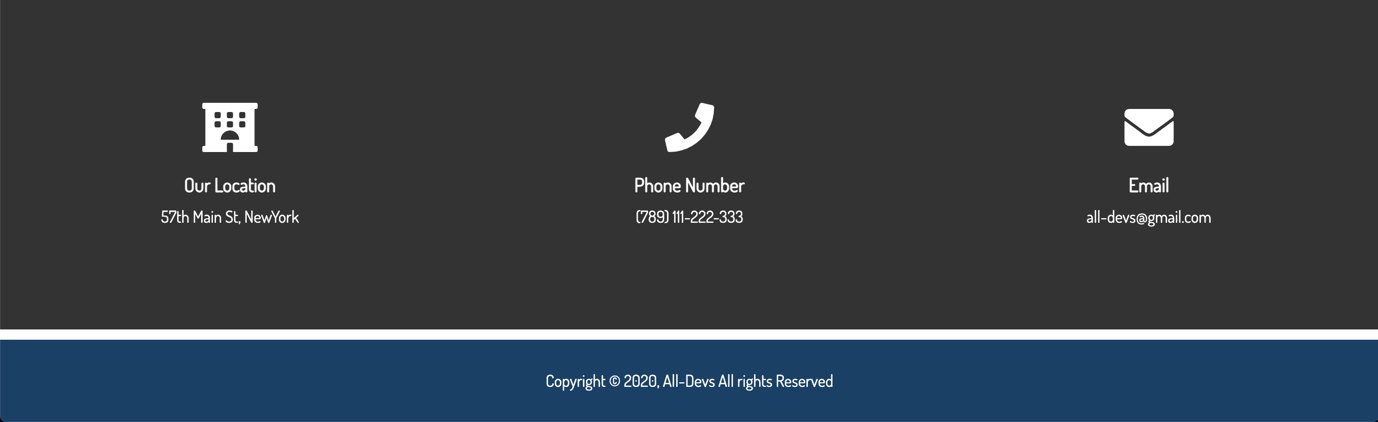 Our Location
57th Main St, NewYork
Phone Number
(789) 111-222-333
Email
all-devs@gmail.com
Copyright © 2020, All-Devs All rights Reserved